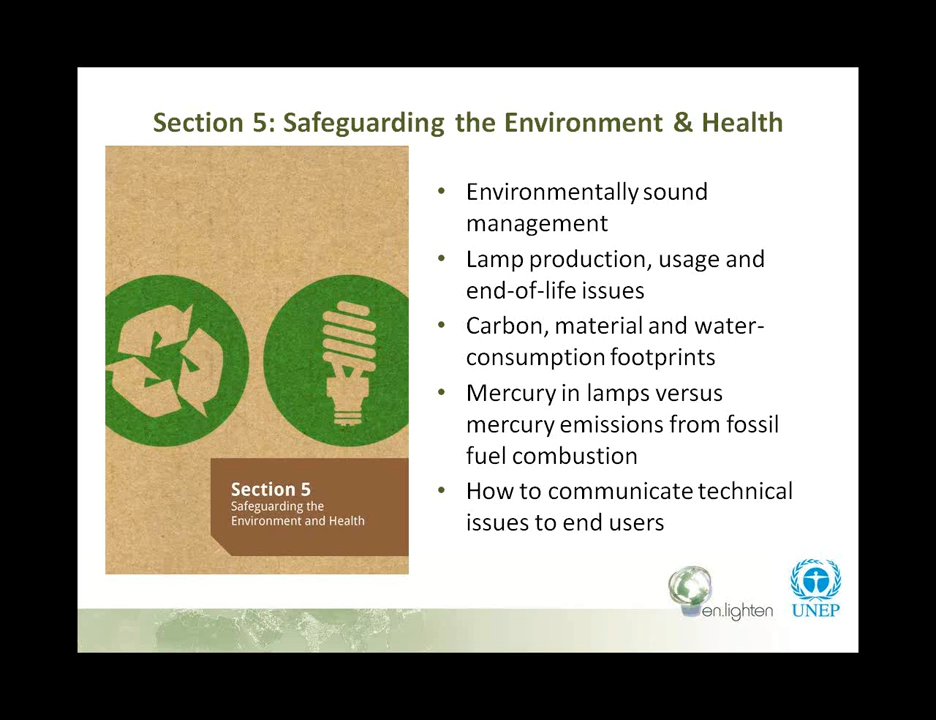 Section 5: Safeguarding the Environment & Health
• Environmentally sound
management
• Lamp production, usage and
end-of-life issues
• Carbon, material and water-
consumption footprints
• Mercury in lamps versus
mercury emissions from fossil
fuel combustion
• How to communicate technical
issues to end users
Section 5
Safeguarding the
Environment and Health
en.lighten
UNEP